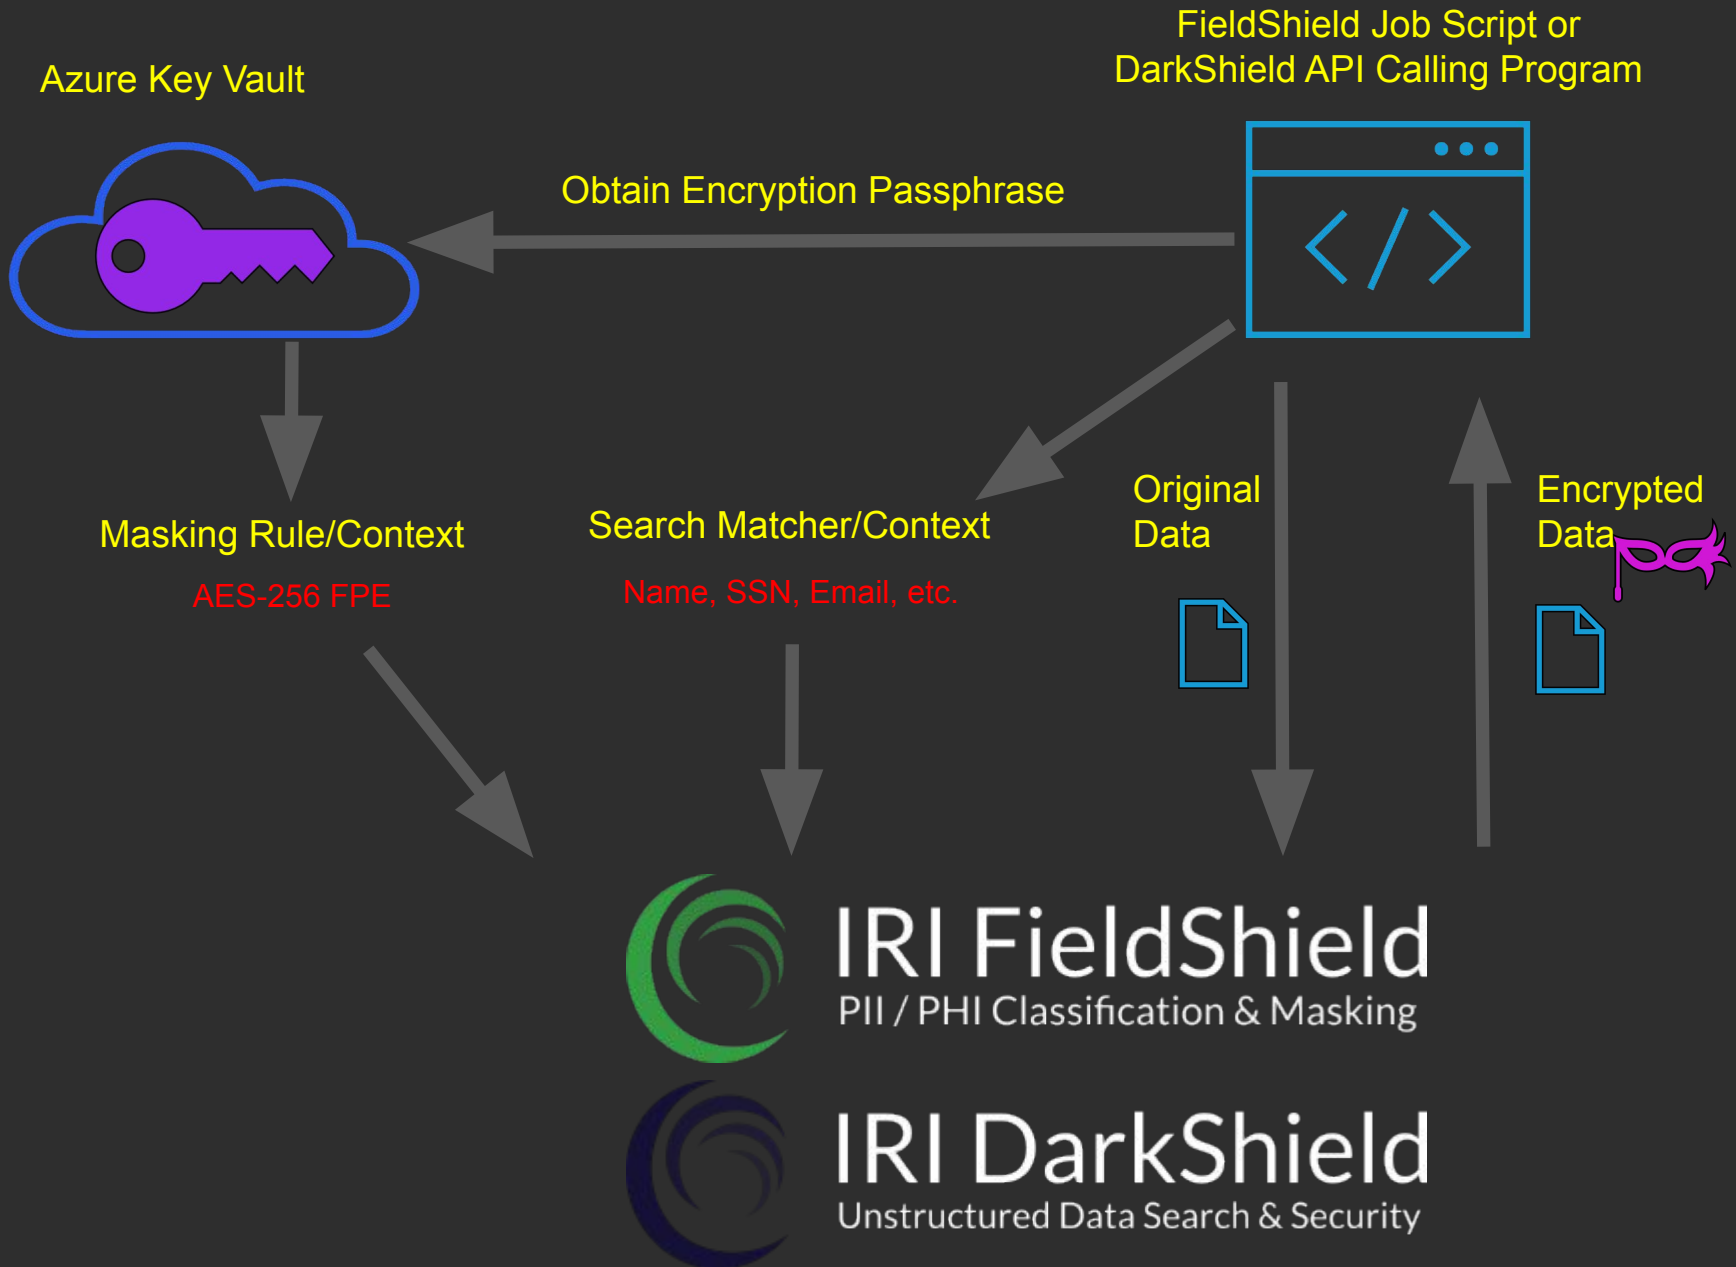 FieldShield Job Script or
DarkShield API Calling Program
Azure Key Vault
Obtain Encryption Passphrase
Original
Data
Encrypted
Data
Masking Rule/Context
AES-256 FPE
Search Matcher/Context
Name, SSN, Email, etc.
IRI FieldShield
PII / PHI Classification & Masking
IRI DarkShield
Unstructured Data Search & Security